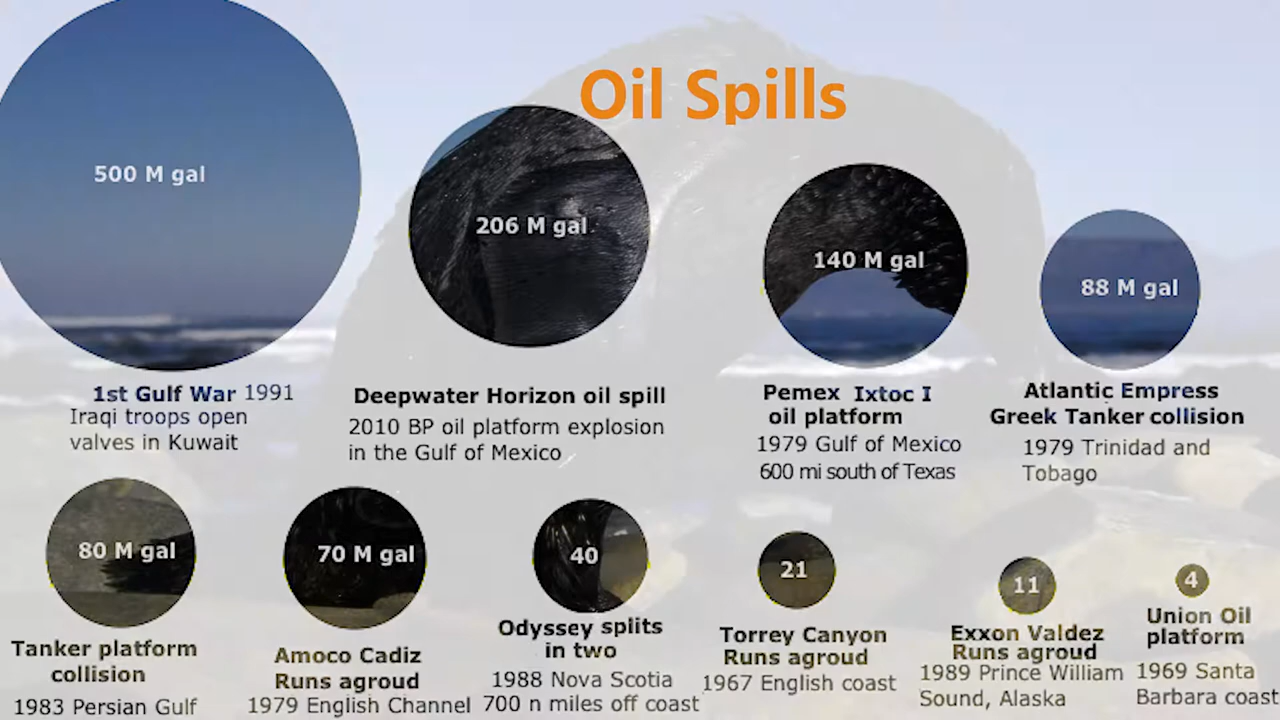 Oil Spills
500 M gal
1st Gulf War 1991
Iraqi troops open
valves in Kuwait
206 M gal
Deepwater Horizon oil spill
2010 BP oil platform explosion
in the Gulf of Mexico
140 M gal
Pemex Ixtoc I
oil platform
1979 Gulf of Mexico
600 mi south of Texas
88 M gal
Atlantic Empress
Greek Tanker collision
1979 Trinidad and
Tobago
80 M gal
Tanker platform
collision
1983 Persian Gulf
70 M gal
Amoco Cadiz
Runs agroud
1979 English Channel
40
Odyssey splits
in two
1988 Nova Scotia
700 n miles off coast
21
Torrey Canyon
Runs agroud
1967 English coast
11
Exxon Valdez
Runs agroud
1989 Prince William
Sound, Alaska
4
Union Oil
platform
1969 Santa
Barbara coast